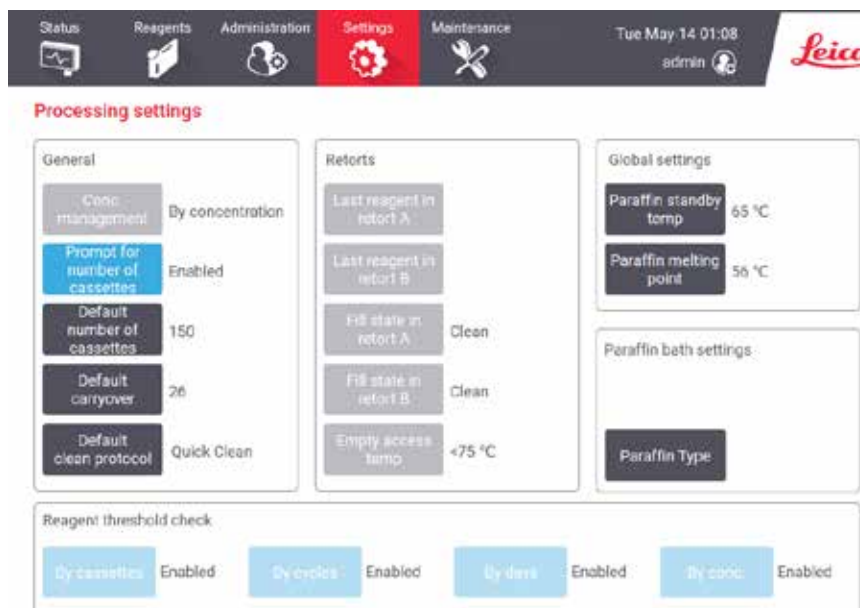 Status
Reagents
Administration
Settings
Maintenance
Tue May 14 01:08
admin
Leica
Processing settings
General
Conc
management
By concentration
Prompt for
number of
cassettes
Enabled
Default
number of
cassettes
150
Default
carryover
26
Default
clean protocol
Quick Clean
Retorts
Last reagent in
retort A
Last reagent in
retort B
Fill state in
retort A
Clean
Fill state in
retort B
Clean
Empty access
temp
<75 °C
Global settings
Paraffin standby
temp
65 °C
Paraffin melting
point
56 °C
Paraffin bath settings
Paraffin Type
Reagent threshold check
By cassettes
Enabled
By cycles
Enabled
By days
Enabled
By conc.
Enabled